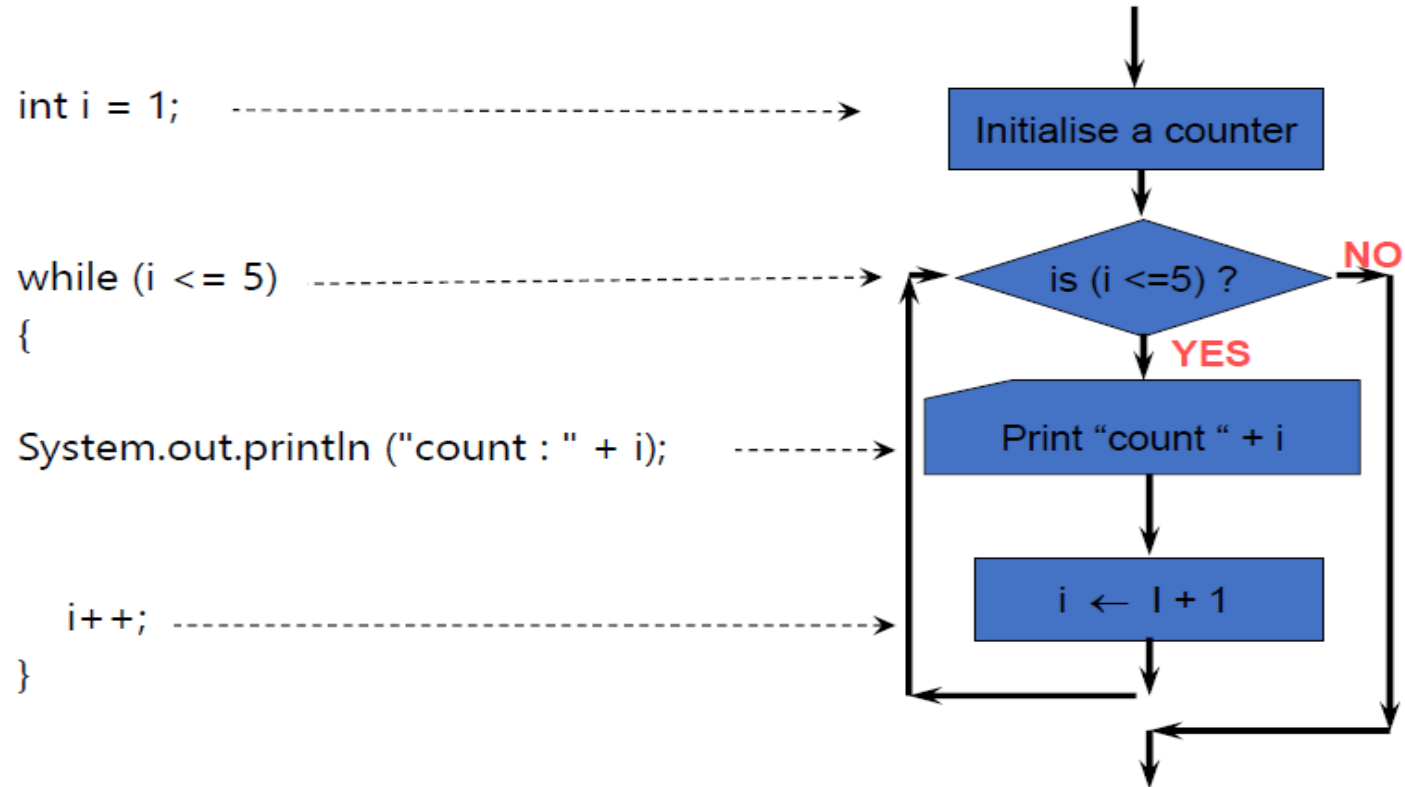 int i = 1;
Initialise a counter
while (i <= 5)
is (i <=5) ?
NO
{
YES
System.out.println ("count : " + i);
Print “count “ + i
i++;
i ← I + 1
}